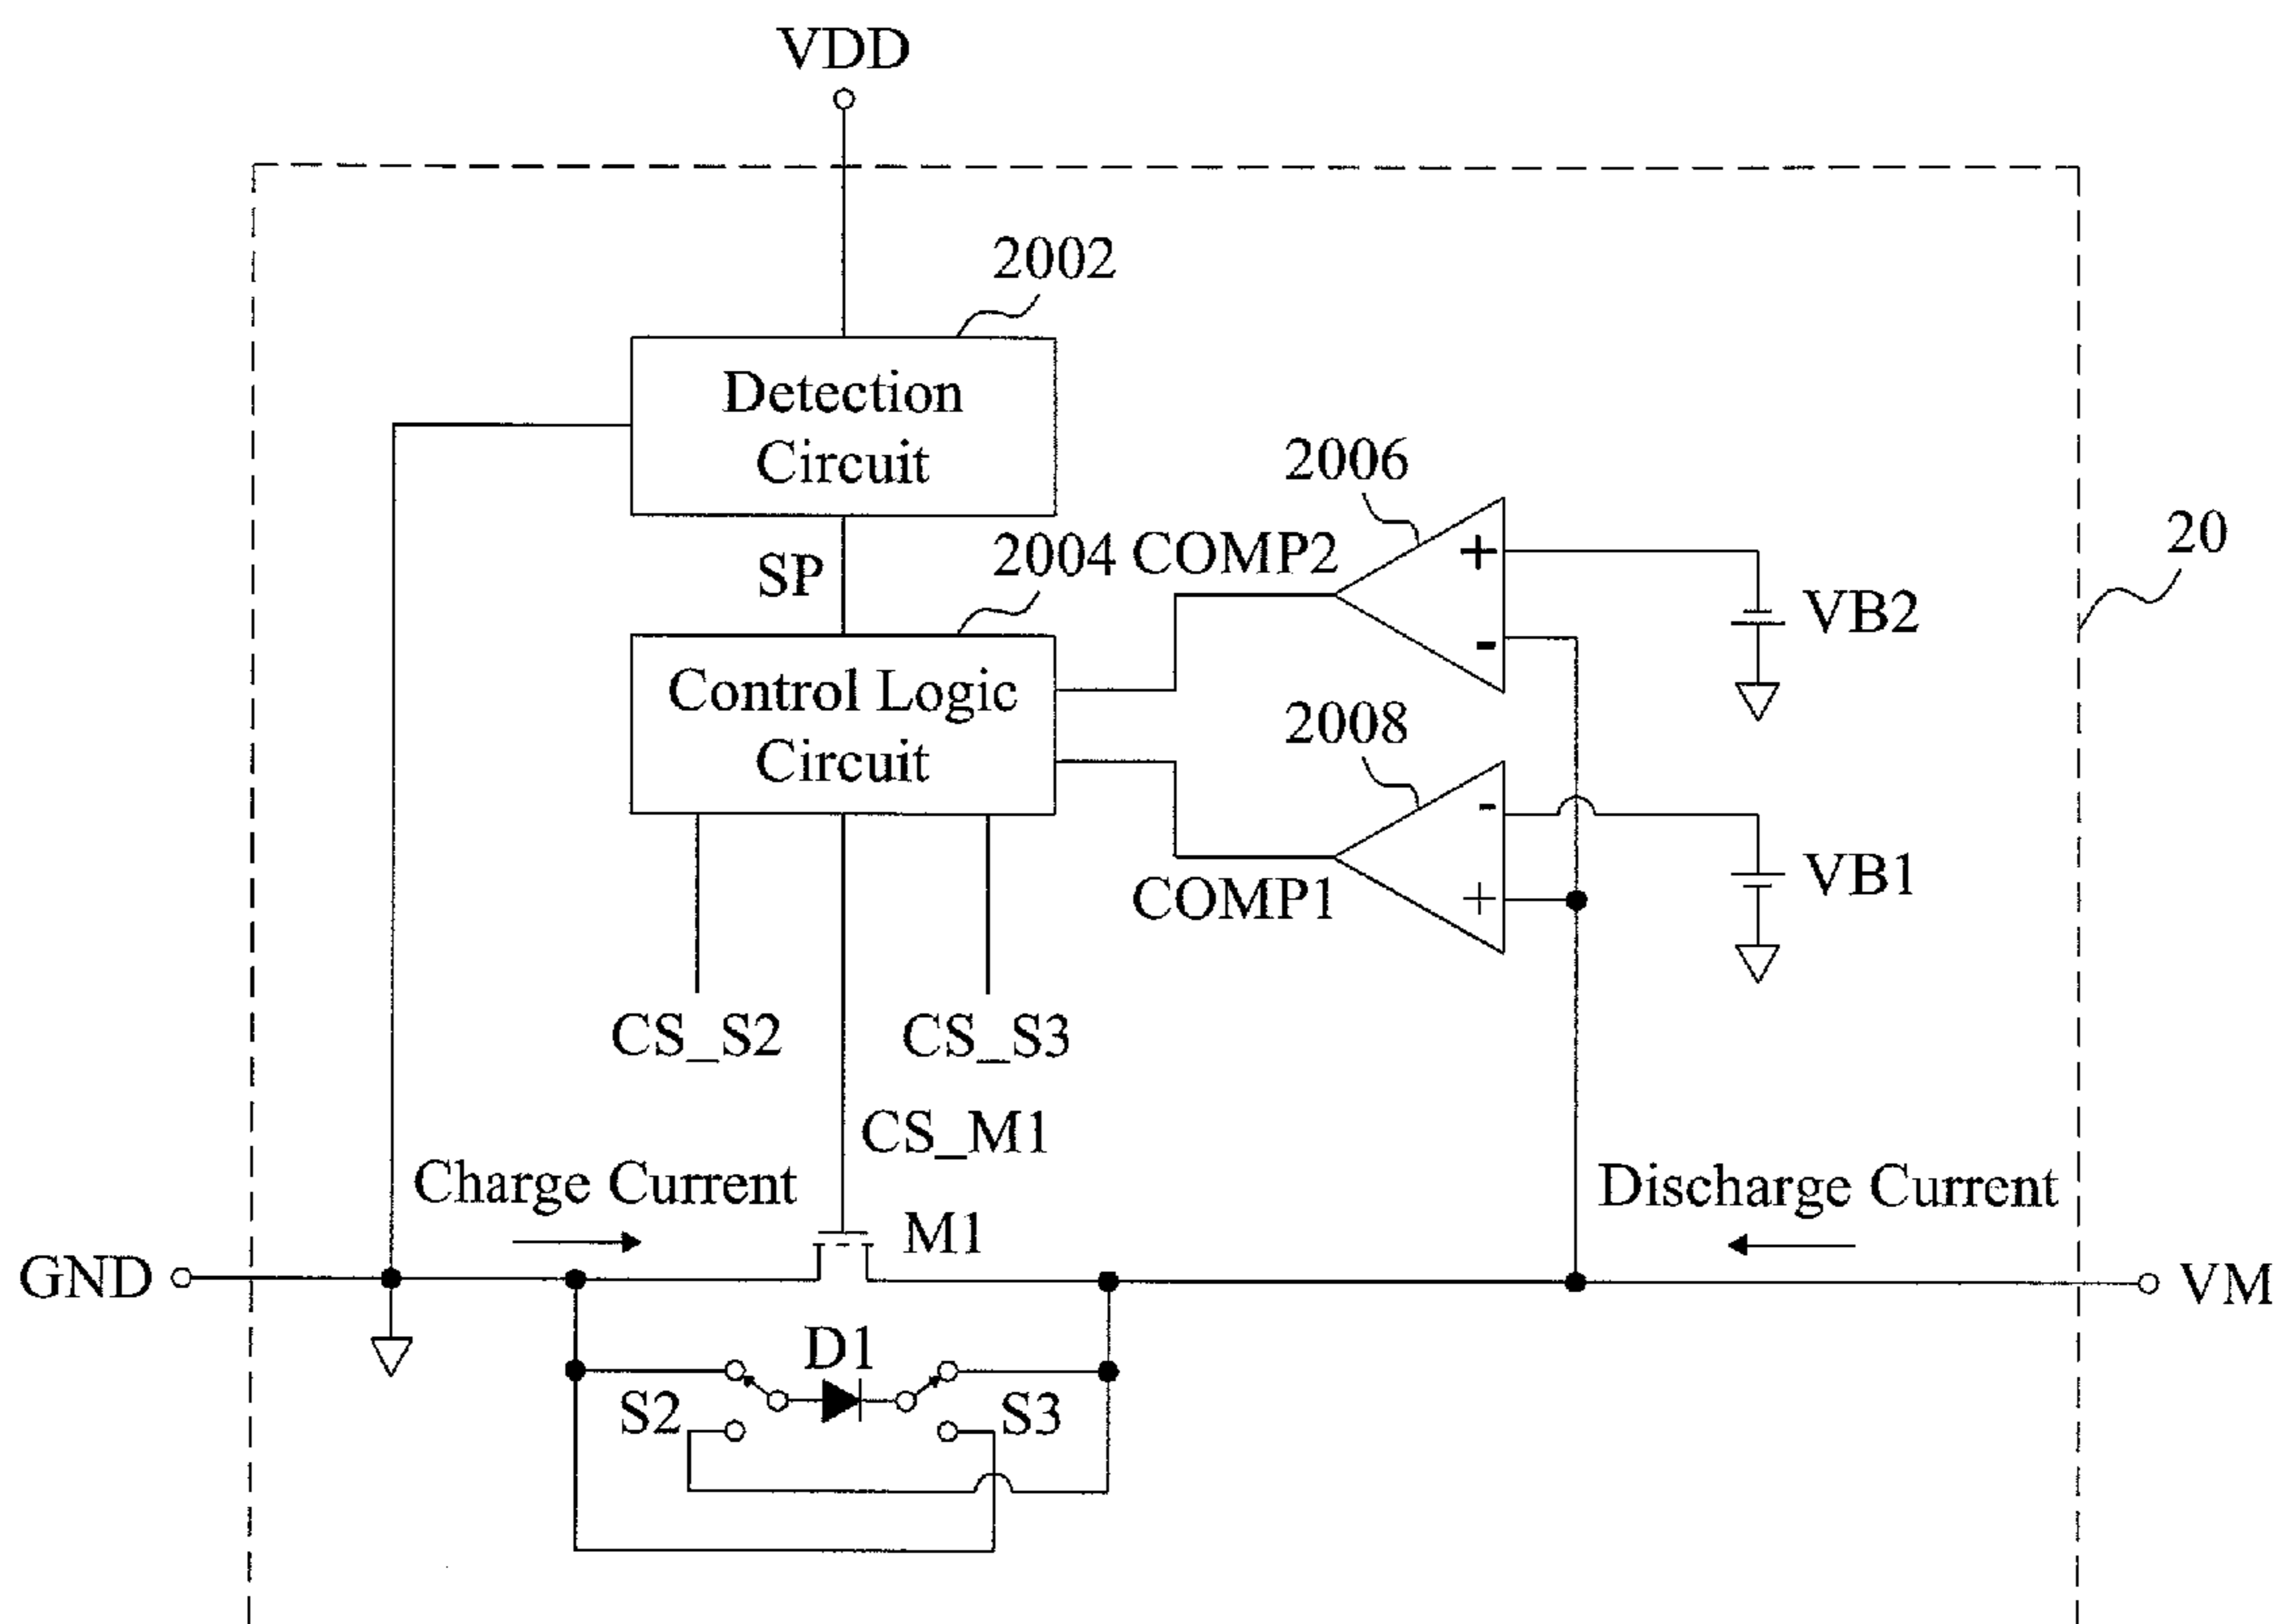 VDD
2002
Detection
Circuit
2006
20
SP
2004
COMP2
+
-
VB2
Control Logic
Circuit
2008
-
+
VB1
COMP1
CS_S2
CS_S3
CS_M1
Charge Current
Discharge Current
M1
GND
VM
D1
S2
S3